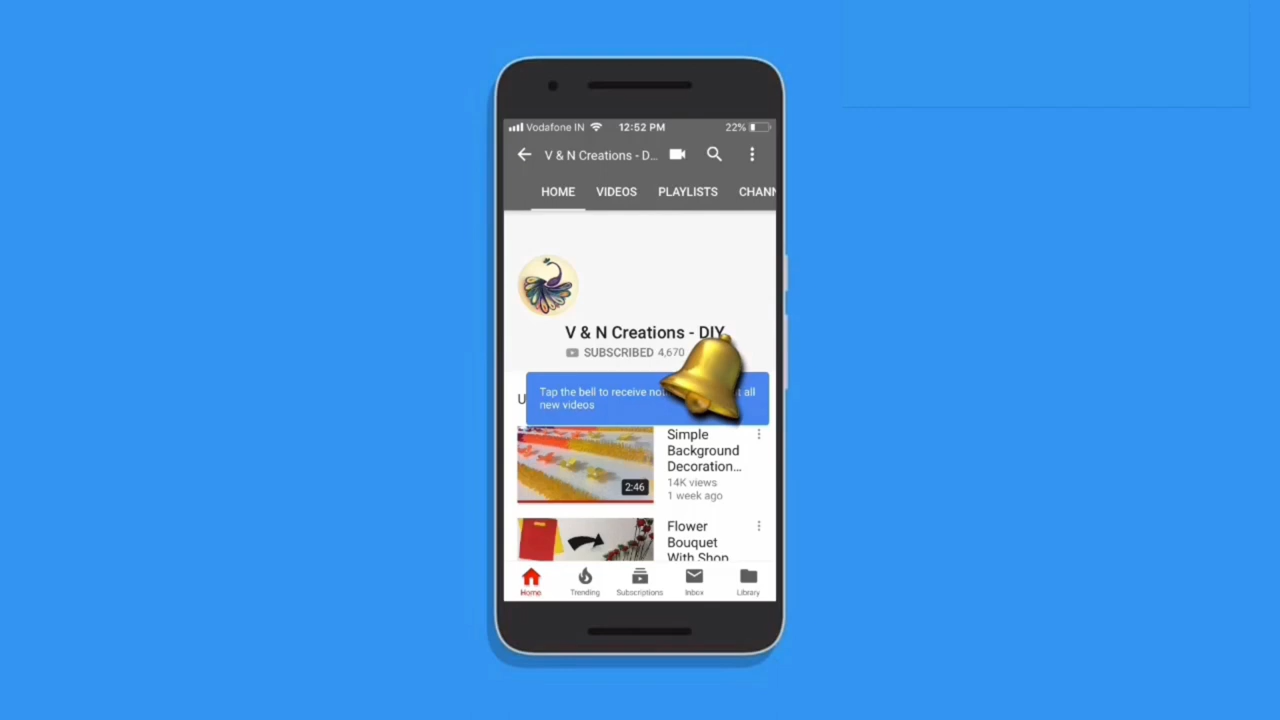 Vodafone IN 12:52 PM 22%
V & N Creations - D...
HOME VIDEOS PLAYLISTS CHANN
V & N Creations - DIY
SUBSCRIBED 4,670
U
Tap the bell to receive all
new videos
Simple
Background
Decoration...
14K views
1 week ago
2:46
Flower
Bouquet
With Shop
Home Trending Subscriptions Inbox Library